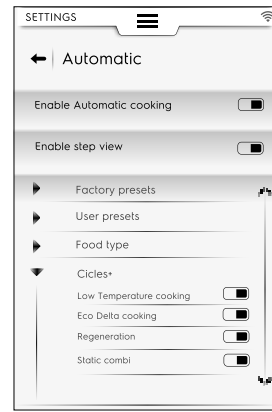 SETTINGS
Automatic
Enable Automatic cooking
Enable step view
Factory presets
User presets
Food type
Cicles+
Low Temperature cooking
Eco Delta cooking
Regeneration
Static combi